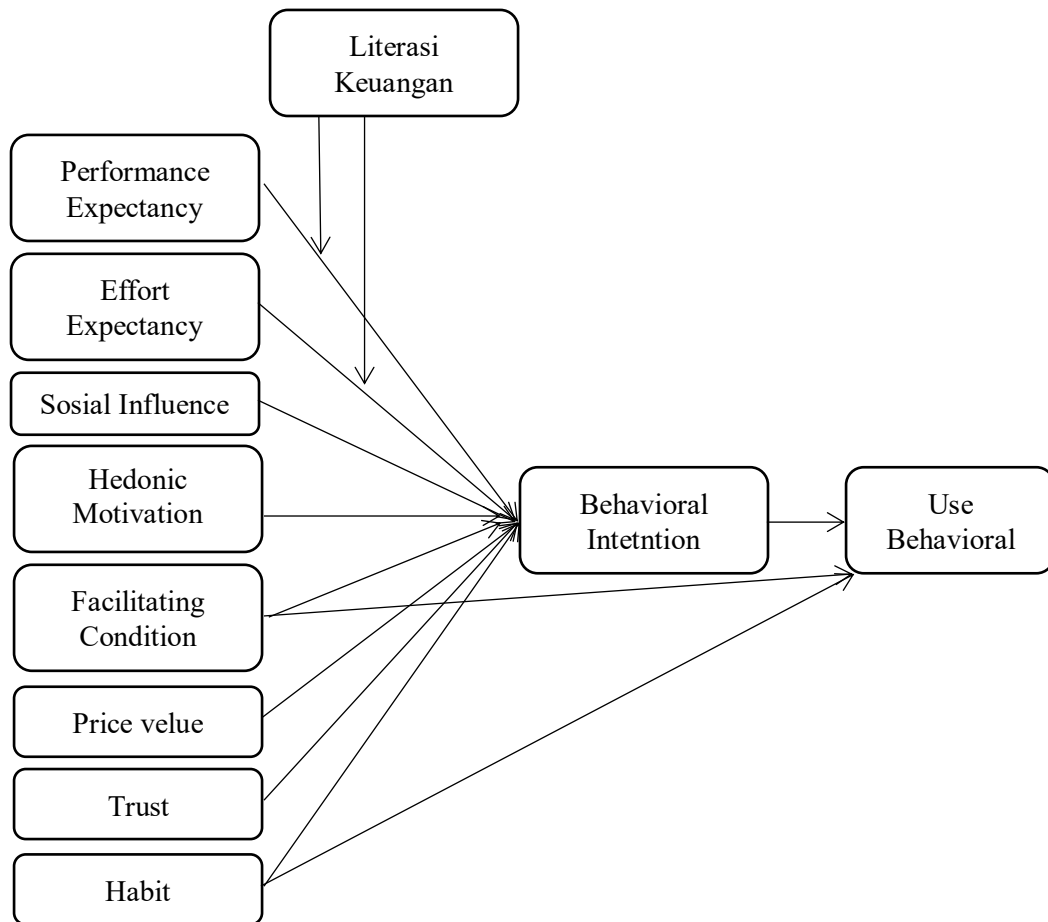 Literasi
Keuangan
Performance
Expectancy
Effort
Expectancy
Sosial Influence
Hedonic
Motivation
Behavioral
Intetntion
Use
Behavioral
Facilitating
Condition
Price velue
Trust
Habit